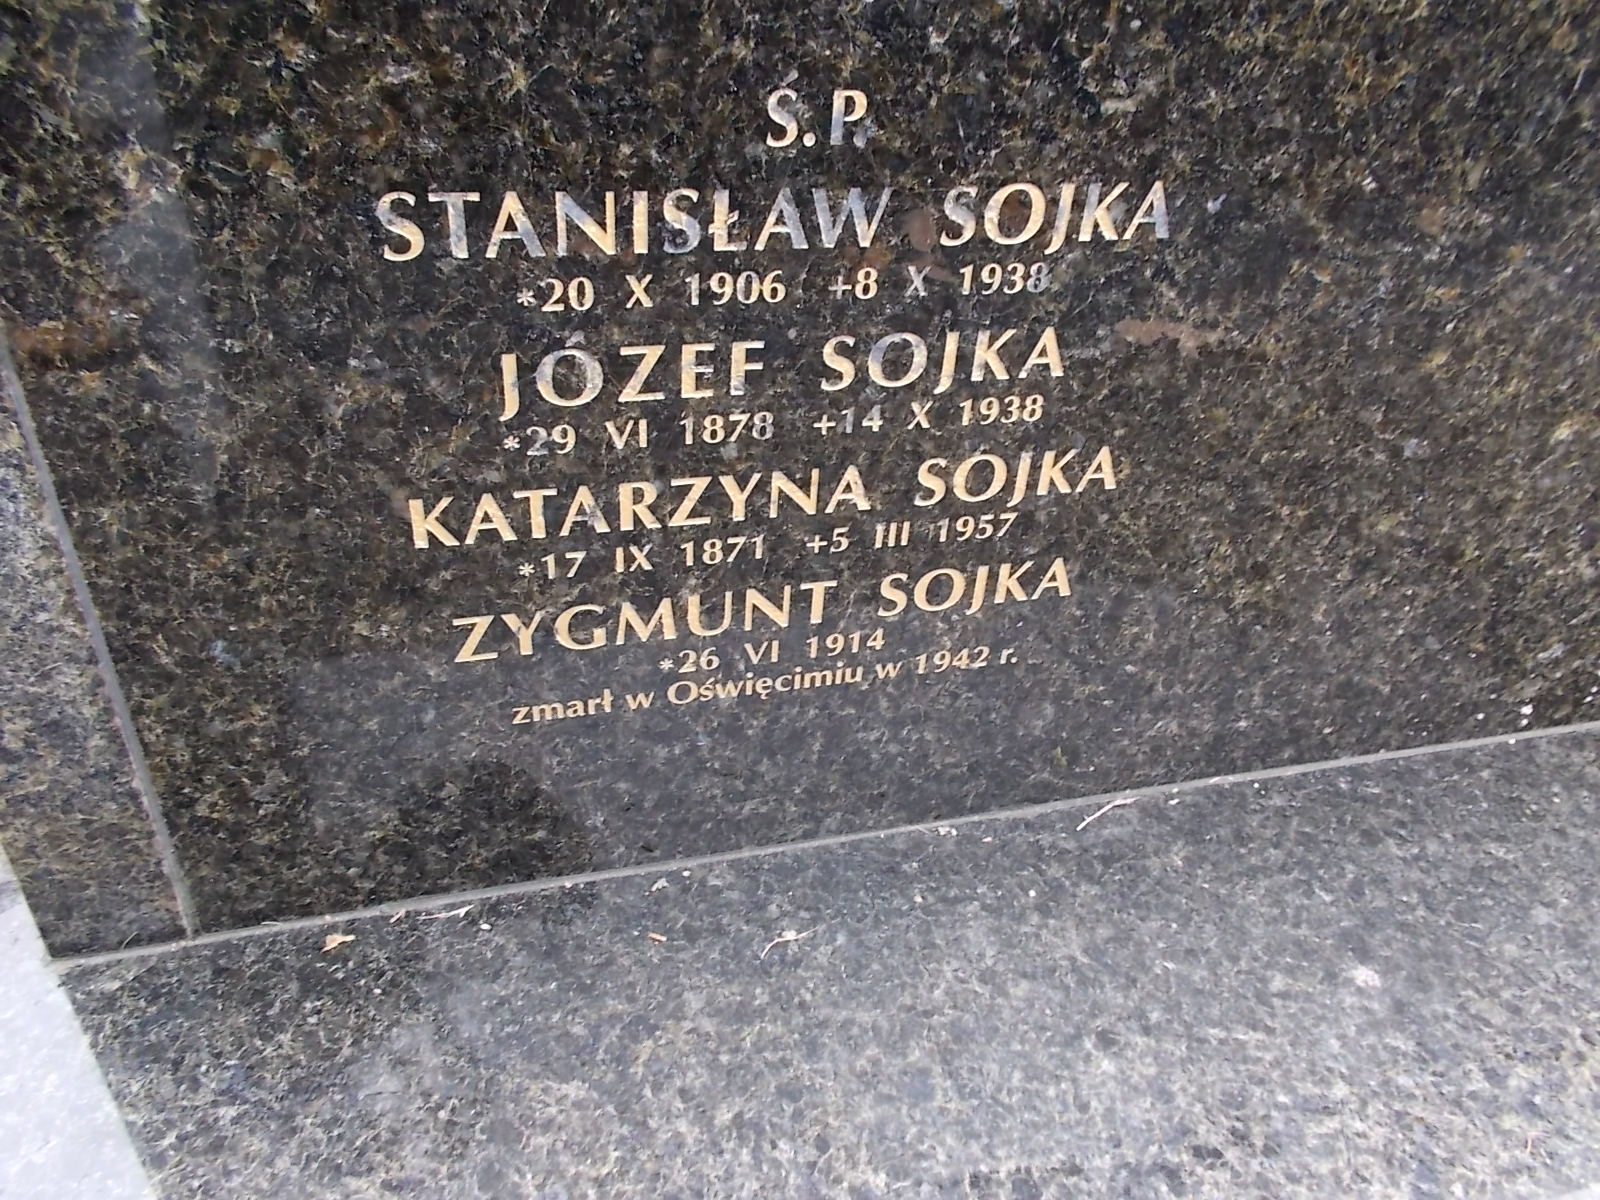 Ś.P.
STANISŁAW SOJKA
*20 X 1906 +8 X 1938
JÓZEF SOJKA
*29 VI 1878 +14 X 1938
KATARZYNA SOJKA
*17 IX 1871 +5 III 1957
ZYGMUNT SOJKA
*26 VI 1914
zmarł w Oświęcimiu w 1942 r.